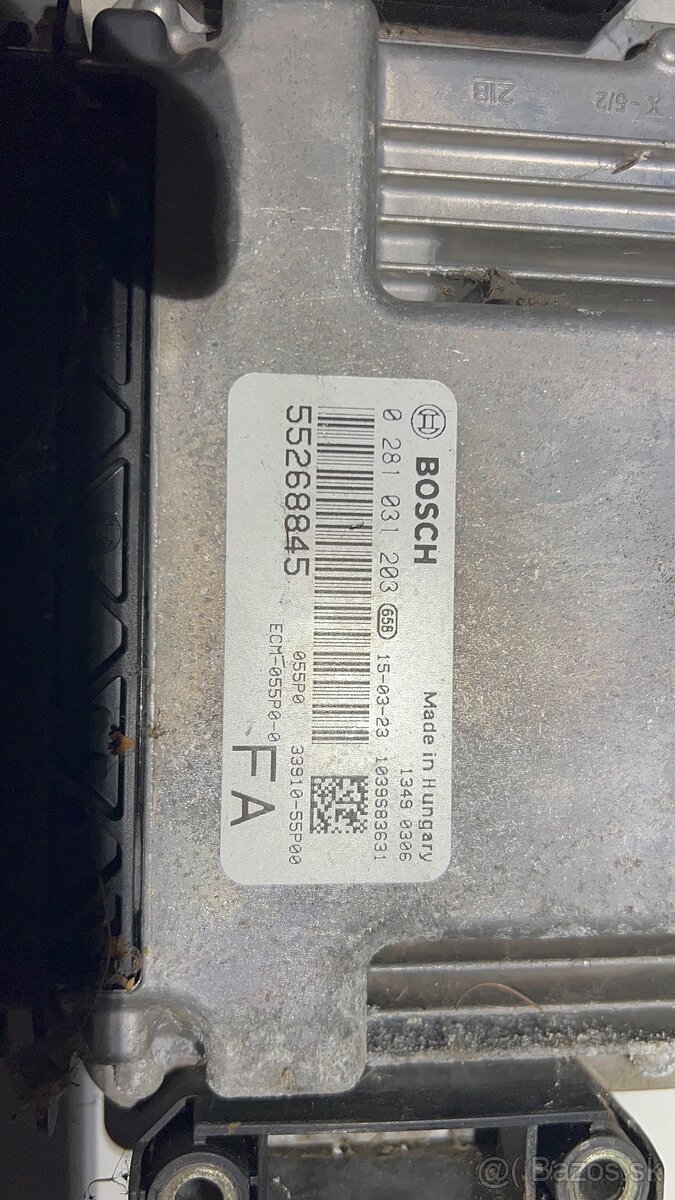 BOSCH
Made in Hungary
1349 0306
0 281 031 203 65B 15-03-23 1039S83631
55268845
055P0 33910-55P00
ECM-055P0-0
FA
218
X-5/2
@ Bazos.sk